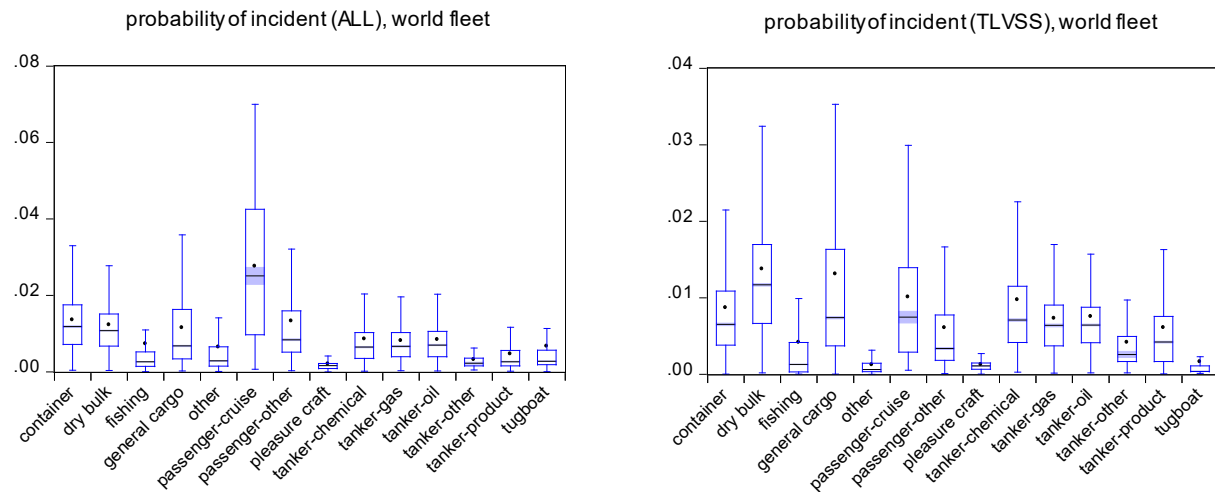 probability of incident (ALL), world fleet
.08
.06
.04
.02
.00
container
dry bulk
fishing
general cargo
other
passenger-cruise
passenger-other
pleasure craft
tanker-chemical
tanker-gas
tanker-oil
tanker-other
tanker-product
tugboat
probability of incident (TLVSS), world fleet
.04
.03
.02
.01
.00
container
dry bulk
fishing
general cargo
other
passenger-cruise
passenger-other
pleasure craft
tanker-chemical
tanker-gas
tanker-oil
tanker-other
tanker-product
tugboat